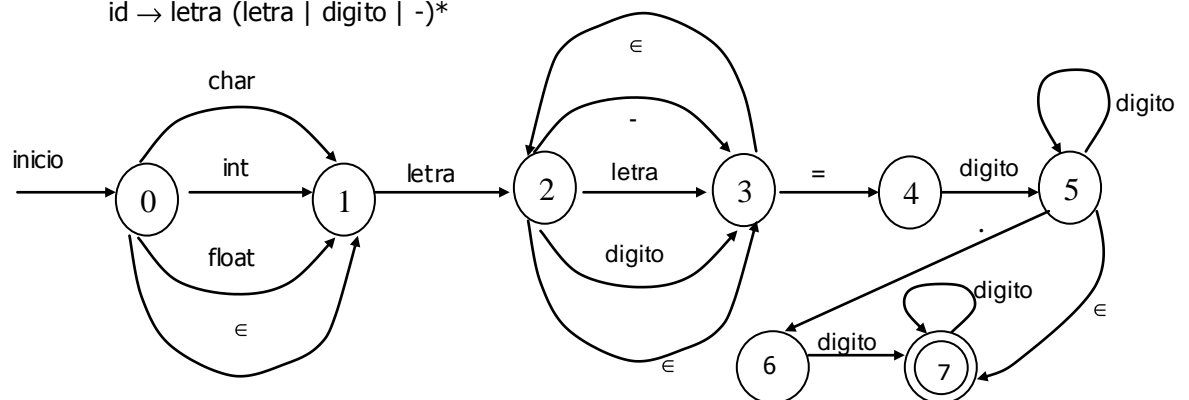 id → letra (letra | digito | -)*
char
∈
-
digito
inicio
int
letra
letra
=
digito
0
1
2
3
4
5
float
digito
.
∈
digito
∈
∈
digito
6
7